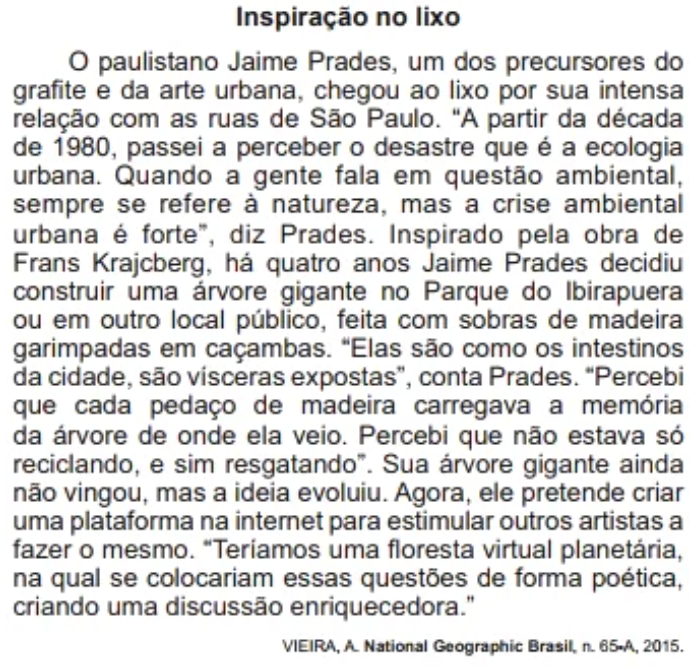 Inspiração no lixo
O paulistano Jaime Prades, um dos precursores do
grafite e da arte urbana, chegou ao lixo por sua intensa
relação com as ruas de São Paulo. “A partir da década
de 1980, passei a perceber o desastre que é a ecologia
urbana. Quando a gente fala em questão ambiental,
sempre se refere à natureza, mas a crise ambiental
urbana é forte”, diz Prades. Inspirado pela obra de
Frans Krajcberg, há quatro anos Jaime Prades decidiu
construir uma árvore gigante no Parque do Ibirapuera
ou em outro local público, feita com sobras de madeira
garimpadas em caçambas. “Elas são como os intestinos
da cidade, são vísceras expostas”, conta Prades. “Percebi
que cada pedaço de madeira carregava a memória
da árvore de onde ela veio. Percebi que não estava só
reciclando, e sim resgatando”. Sua árvore gigante ainda
não vingou, mas a ideia evoluiu. Agora, ele pretende criar
uma plataforma na internet para estimular outros artistas a
fazer o mesmo. “Teríamos uma floresta virtual planetária,
na qual se colocariam essas questões de forma poética,
criando uma discussão enriquecedora.”
VIEIRA, A. National Geographic Brasil, n. 65-A, 2015.